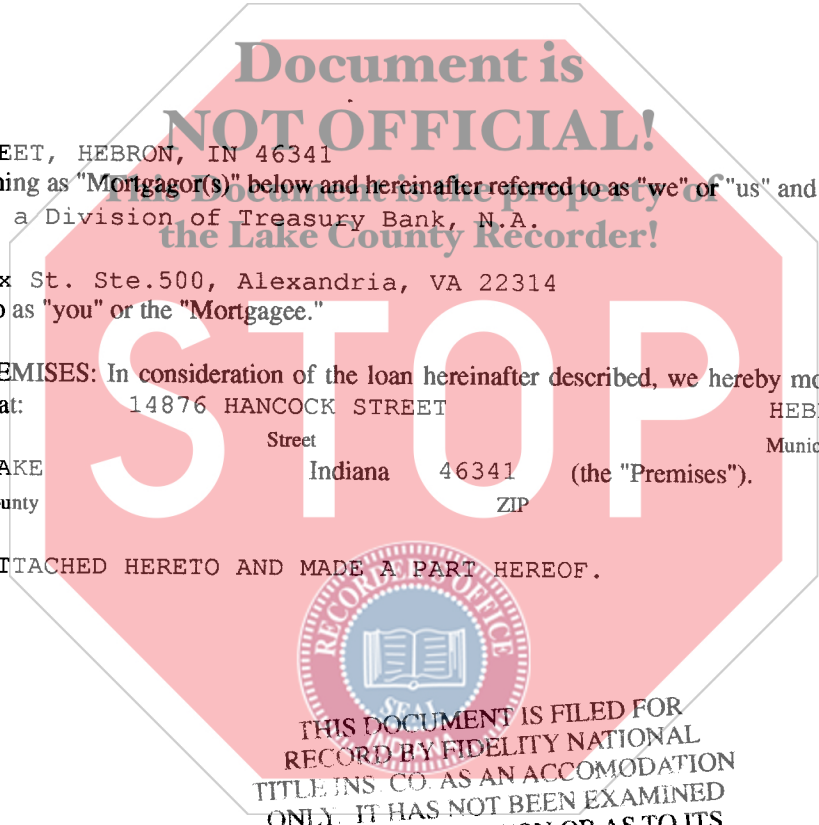 Document is
NOT OFFICIAL!
EET, HEBRON, IN 46341
ing as "Mortgagor(s)" below and hereinafter referred to as "we" or "us" and
This Document is the property of
a Division of Treasury Bank, N.A.
the Lake County Recorder!
x St. Ste.500, Alexandria, VA 22314
o as "you" or the "Mortgagee."
STOP
EMISES: In consideration of the loan hereinafter described, we hereby mo
at: 14876 HANCOCK STREET HEB
Street Munic
AKE Indiana 46341 (the "Premises").
unty ZIP
TTACHED HERETO AND MADE A PART HEREOF.
RECORDER'S OFFICE
SEAL
INDIANA
THIS DOCUMENT IS FILED FOR
RECORD BY FIDELITY NATIONAL
TITLE INS. CO. AS AN ACCOMODATION
ONLY. IT HAS NOT BEEN EXAMINED
OR AS TO ITS